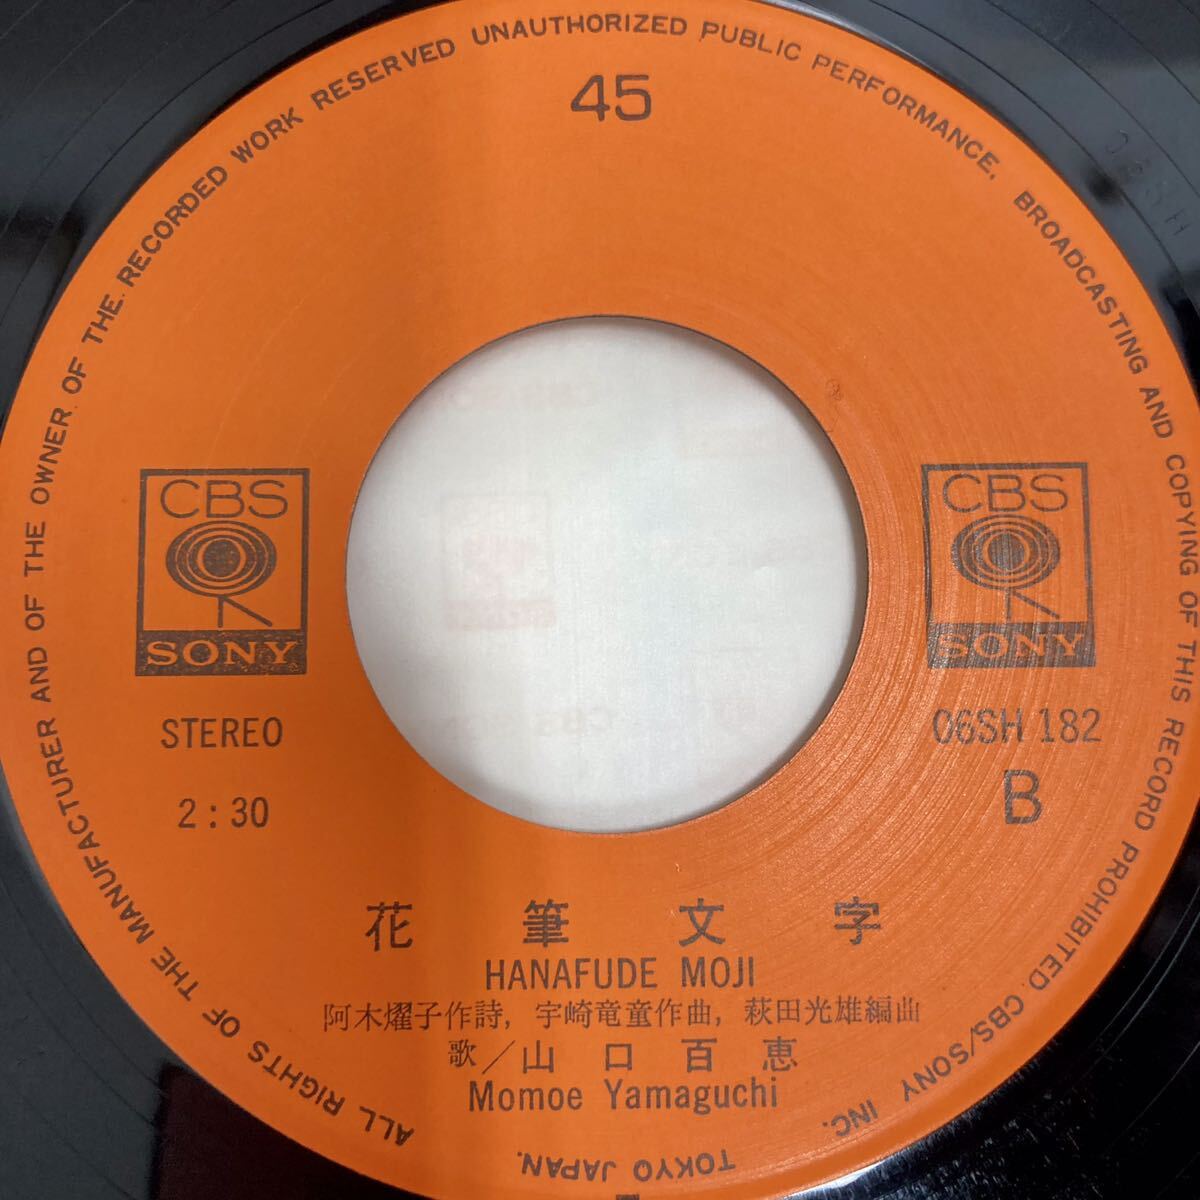 ALL RIGHTS OF THE MANUFACTURER AND OF THE OWNER OF THE RECORDED WORK RESERVED UNAUTHORIZED PUBLIC PERFORMANCE, BROADCASTING AND COPYING OF THIS RECORD PROHIBITED. CBS/SONY INC. TOKYO JAPAN.
45
CBS
SONY
CBS
SONY
STEREO
06SH 182
2:30
B
花筆文字
HANAFUDE MOJI
阿木燿子作詩, 宇崎竜童作曲, 萩田光雄編曲
歌/山口百恵
Momoe Yamaguchi